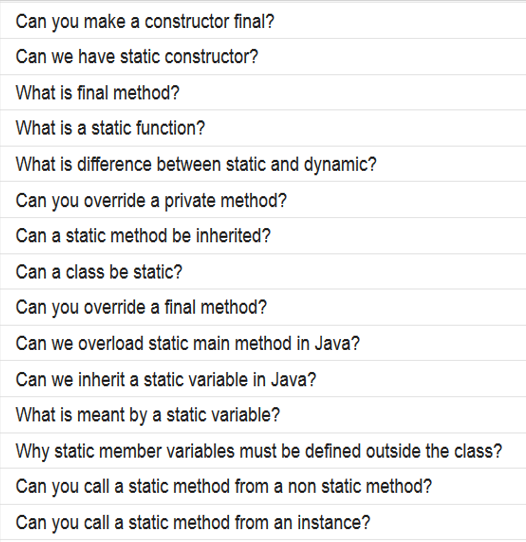 Can you make a constructor final?
Can we have static constructor?
What is final method?
What is a static function?
What is difference between static and dynamic?
Can you override a private method?
Can a static method be inherited?
Can a class be static?
Can you override a final method?
Can we overload static main method in Java?
Can we inherit a static variable in Java?
What is meant by a static variable?
Why static member variables must be defined outside the class?
Can you call a static method from a non static method?
Can you call a static method from an instance?